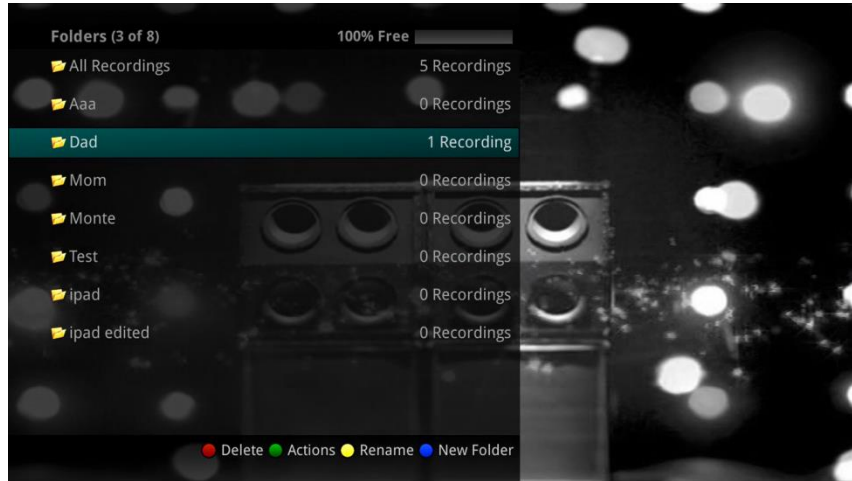 Folders (3 of 8) 100% Free
All Recordings 5 Recordings
Aaa 0 Recordings
Dad 1 Recording
Mom 0 Recordings
Monte 0 Recordings
Test 0 Recordings
ipad 0 Recordings
ipad edited 0 Recordings
Delete Actions Rename New Folder